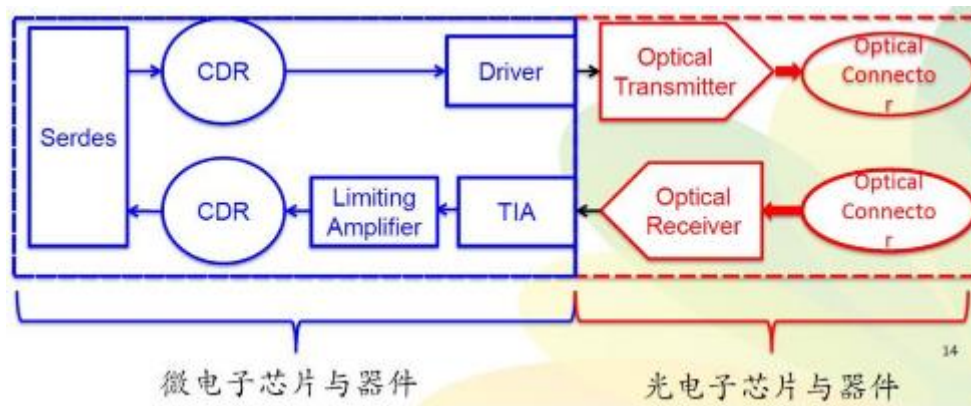 CDR
Driver
Optical
Transmitter
Optical
Connecto
r
Serdes
CDR
Limiting
Amplifier
TIA
Optical
Receiver
Optical
Connecto
r
14
微电子芯片与器件
光电子芯片与器件